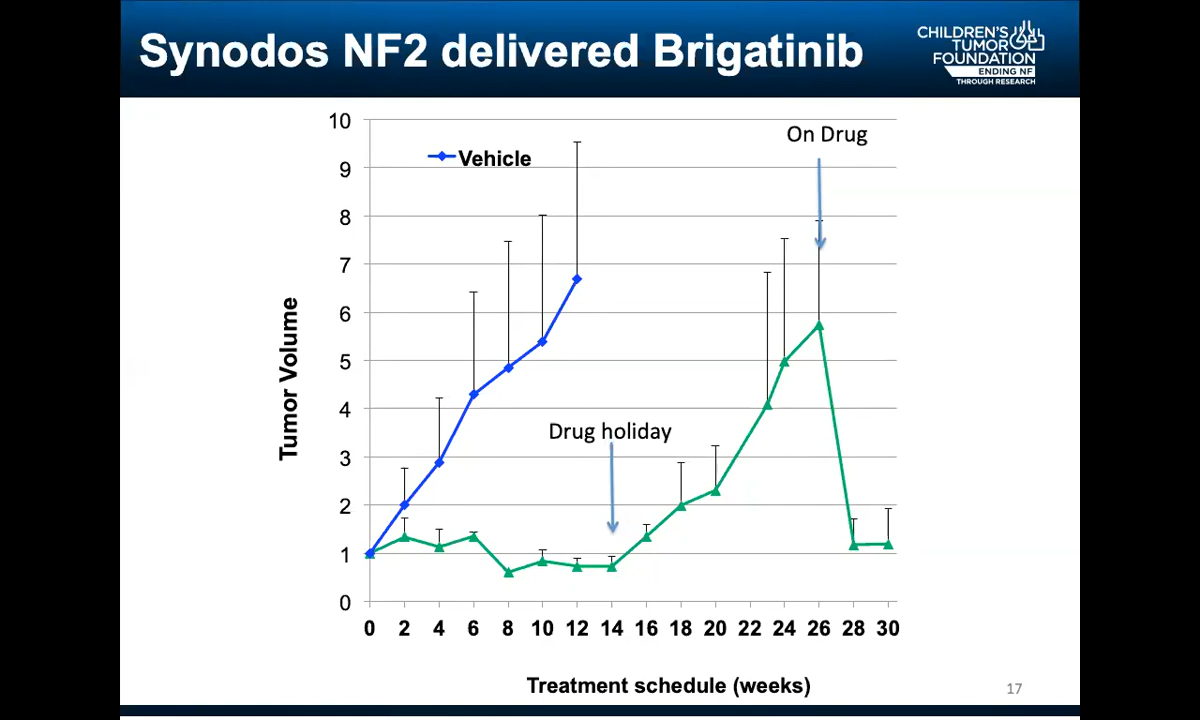 Synodos NF2 delivered Brigatinib
CHILDREN'S
TUMOR
FOUNDATION
ENDING NF
THROUGH RESEARCH
10
9
8
7
6
5
4
3
2
1
0
Tumor Volume
Vehicle
On Drug
Drug holiday
0 2 4 6 8 10 12 14 16 18 20 22 24 26 28 30
Treatment schedule (weeks)
17